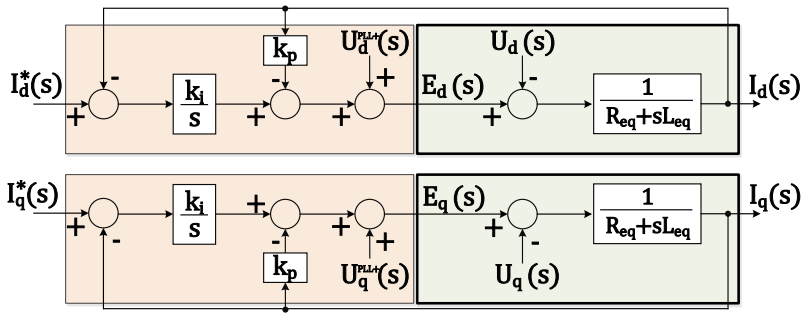 k_p
U_d^PLL+(s)
U_d(s)
I_d^*(s)
-
-
+
-
k_i
s
E_d(s)
1
R_eq+sL_eq
I_d(s)
+
+
+
+
I_q^*(s)
k_i
s
+
E_q(s)
1
R_eq+sL_eq
I_q(s)
+
-
-
+
+
+
-
k_p
U_q^PLL+(s)
U_q(s)